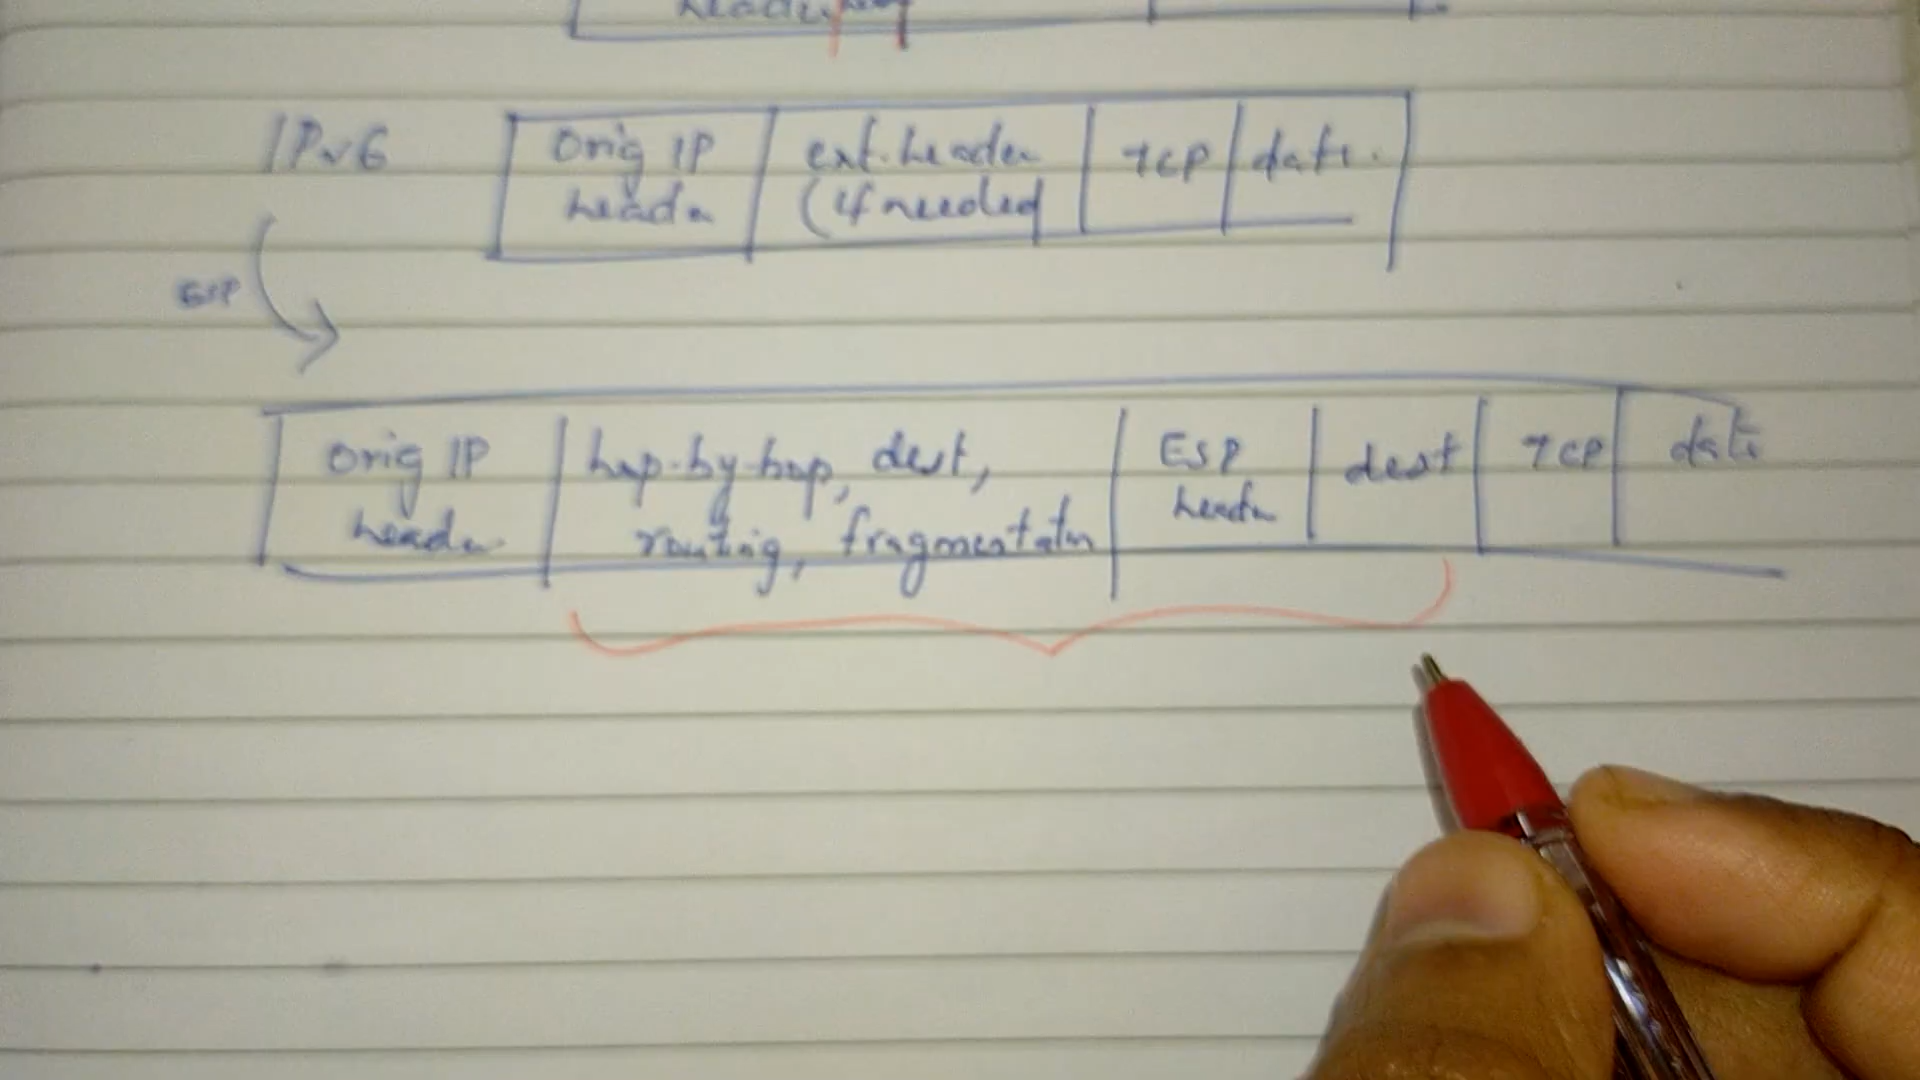 header
IPv6
Orig IP header
ext. header (if needed
TCP
data.
ESP
Orig IP header
hop-by-hop, dest, routing, fragmentation
ESP header
dest
TCP
data